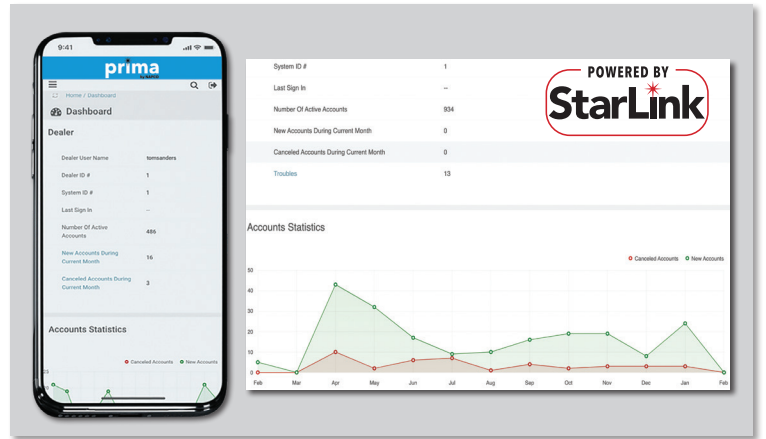 9:41
prima
by NAPCO
Home / Dashboard
Dashboard
Dealer
Dealer User Name tomsanders
Dealer ID # 1
System ID # 1
Last Sign In --
Number Of Active
Accounts 486
New Accounts During
Current Month 16
Canceled Accounts During
Current Month 3
Accounts Statistics
Canceled Accounts New Accounts
25
20
POWERED BY
StarLink
System ID # 1
Last Sign In --
Number Of Active Accounts 934
New Accounts During Current Month 0
Canceled Accounts During Current Month 0
Troubles 13
Accounts Statistics
Canceled Accounts New Accounts
50
40
30
20
10
0
Feb Mar Apr May Jun Jul Aug Sep Oct Nov Dec Jan Feb